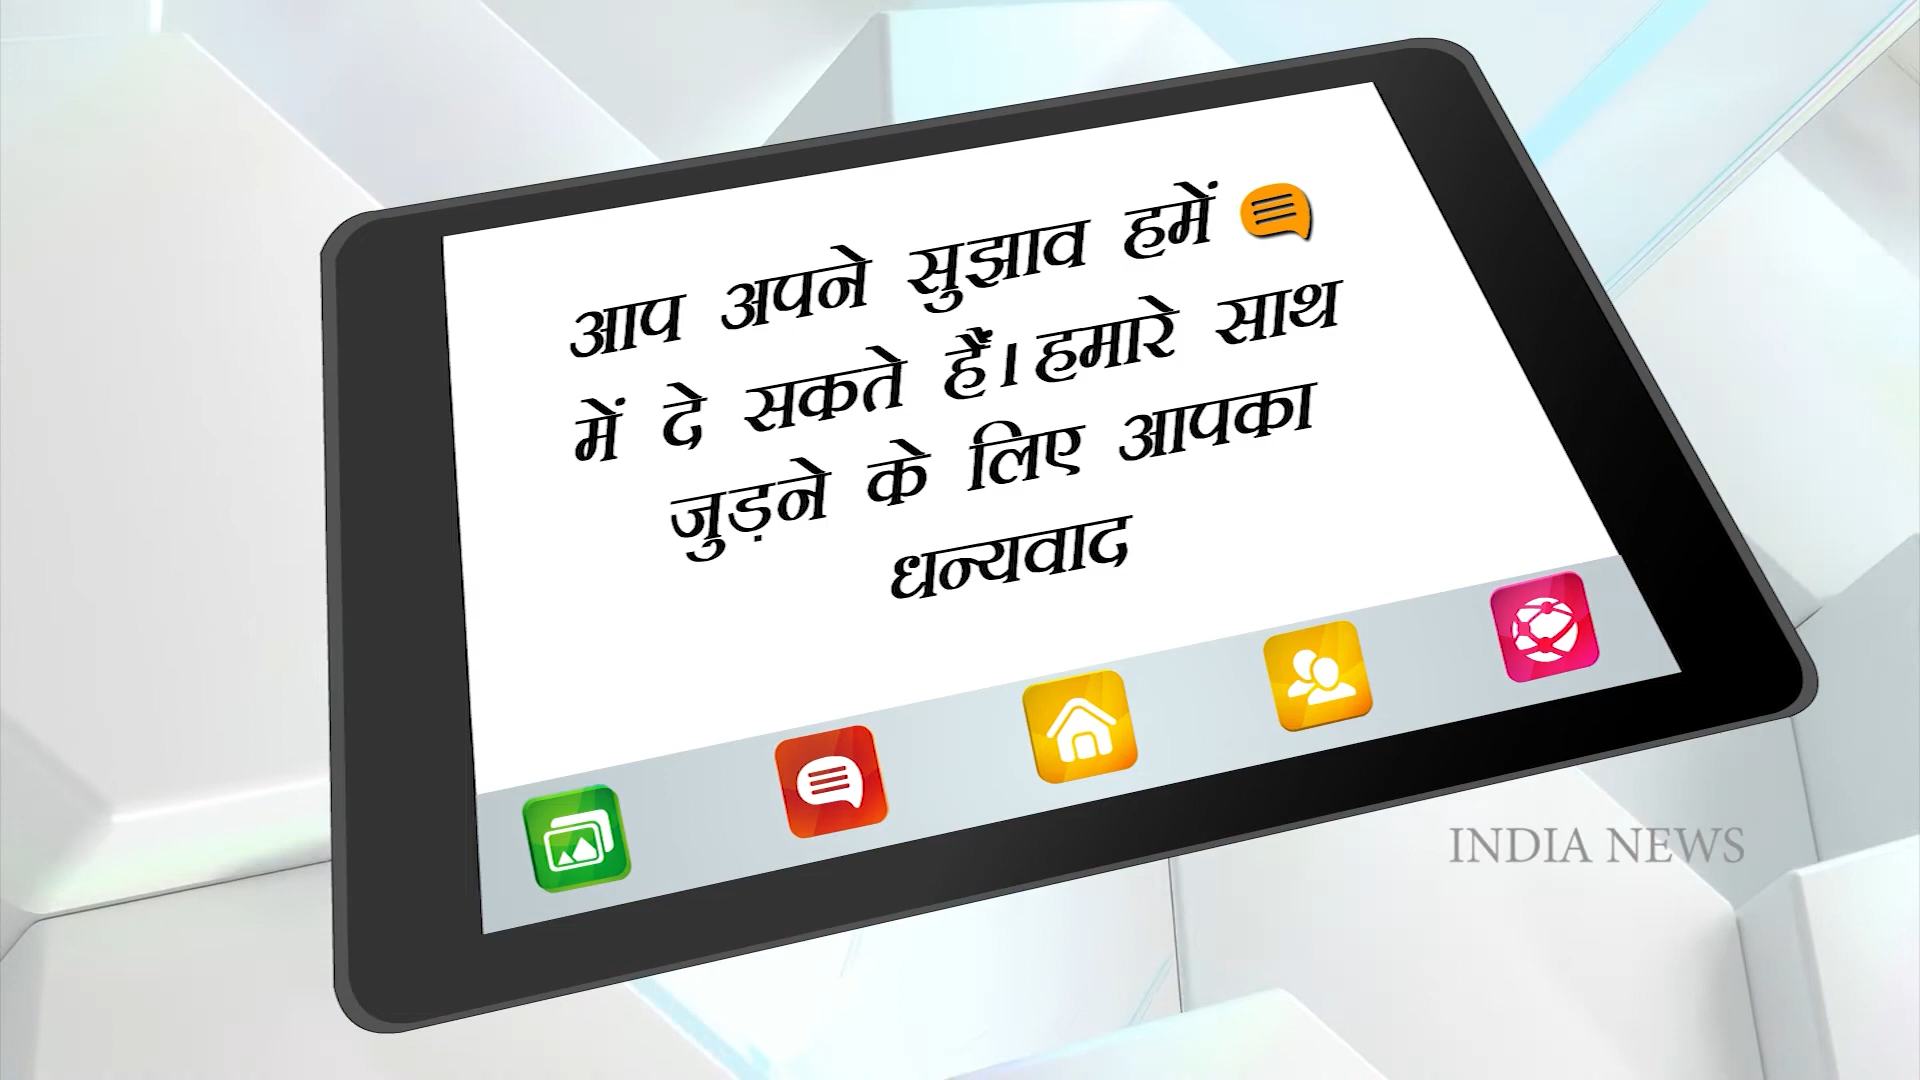 आप अपने सुझाव हमें
में दे सकते हैं। हमारे साथ
जुड़ने के लिए आपका
धन्यवाद
INDIA NEWS